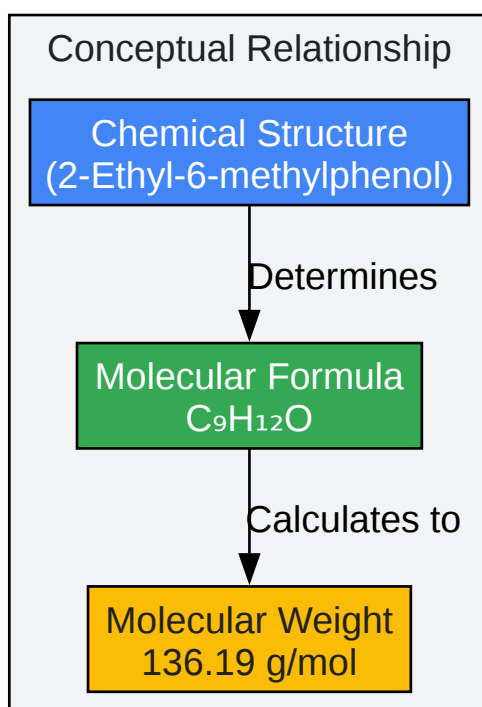 Conceptual Relationship
Chemical Structure
(2-Ethyl-6-methylphenol)
Determines
Molecular Formula
C₉H₁₂O
Calculates to
Molecular Weight
136.19 g/mol